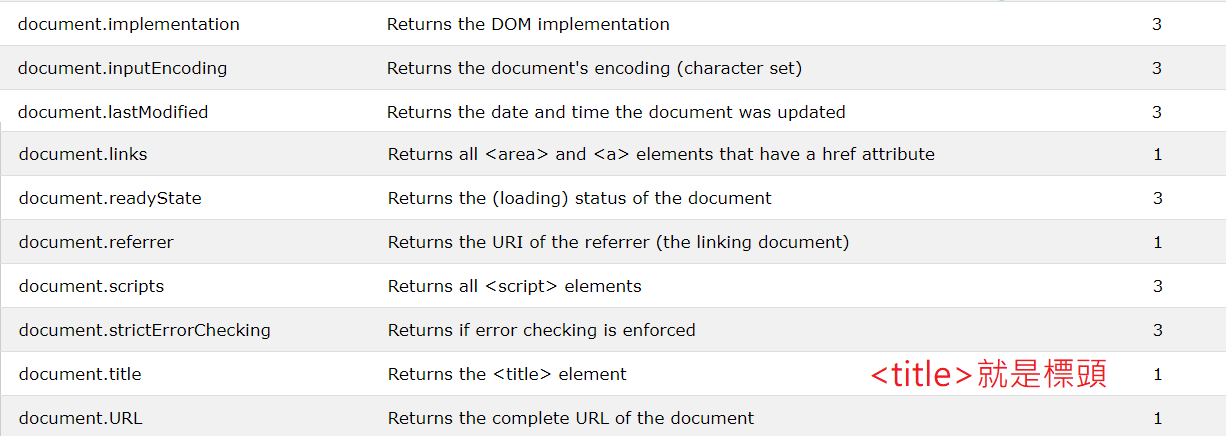 document.implementation Returns the DOM implementation 3
document.inputEncoding Returns the document's encoding (character set) 3
document.lastModified Returns the date and time the document was updated 3
document.links Returns all <area> and <a> elements that have a href attribute 1
document.readyState Returns the (loading) status of the document 3
document.referrer Returns the URI of the referrer (the linking document) 1
document.scripts Returns all <script> elements 3
document.strictErrorChecking Returns if error checking is enforced 3
document.title Returns the <title> element <title>就是標頭 1
document.URL Returns the complete URL of the document 1